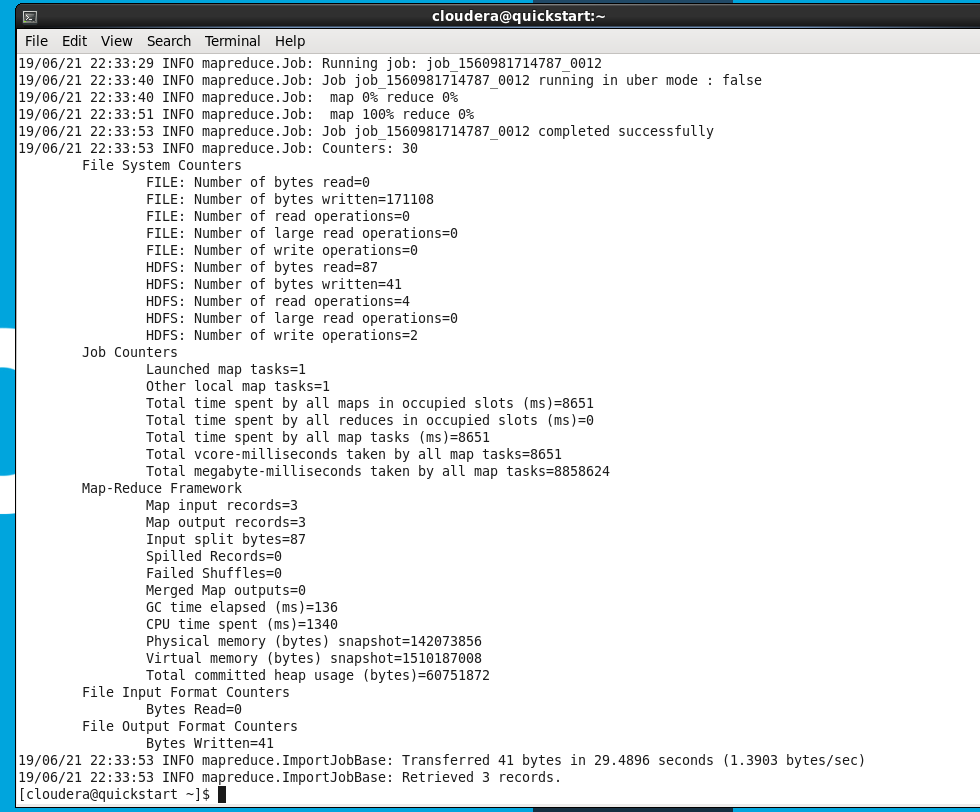 cloudera@quickstart:~
File Edit View Search Terminal Help
19/06/21 22:33:29 INFO mapreduce.Job: Running job: job_1560981714787_0012
19/06/21 22:33:40 INFO mapreduce.Job: Job job_1560981714787_0012 running in uber mode : false
19/06/21 22:33:40 INFO mapreduce.Job:  map 0% reduce 0%
19/06/21 22:33:51 INFO mapreduce.Job:  map 100% reduce 0%
19/06/21 22:33:53 INFO mapreduce.Job: Job job_1560981714787_0012 completed successfully
19/06/21 22:33:53 INFO mapreduce.Job: Counters: 30
File System Counters
FILE: Number of bytes read=0
FILE: Number of bytes written=171108
FILE: Number of read operations=0
FILE: Number of large read operations=0
FILE: Number of write operations=0
HDFS: Number of bytes read=87
HDFS: Number of bytes written=41
HDFS: Number of read operations=4
HDFS: Number of large read operations=0
HDFS: Number of write operations=2
Job Counters
Launched map tasks=1
Other local map tasks=1
Total time spent by all maps in occupied slots (ms)=8651
Total time spent by all reduces in occupied slots (ms)=0
Total time spent by all map tasks (ms)=8651
Total vcore-milliseconds taken by all map tasks=8651
Total megabyte-milliseconds taken by all map tasks=8858624
Map-Reduce Framework
Map input records=3
Map output records=3
Input split bytes=87
Spilled Records=0
Failed Shuffles=0
Merged Map outputs=0
GC time elapsed (ms)=136
CPU time spent (ms)=1340
Physical memory (bytes) snapshot=142073856
Virtual memory (bytes) snapshot=1510187008
Total committed heap usage (bytes)=60751872
File Input Format Counters
Bytes Read=0
File Output Format Counters
Bytes Written=41
19/06/21 22:33:53 INFO mapreduce.ImportJobBase: Transferred 41 bytes in 29.4896 seconds (1.3903 bytes/sec)
19/06/21 22:33:53 INFO mapreduce.ImportJobBase: Retrieved 3 records.
[cloudera@quickstart ~]$